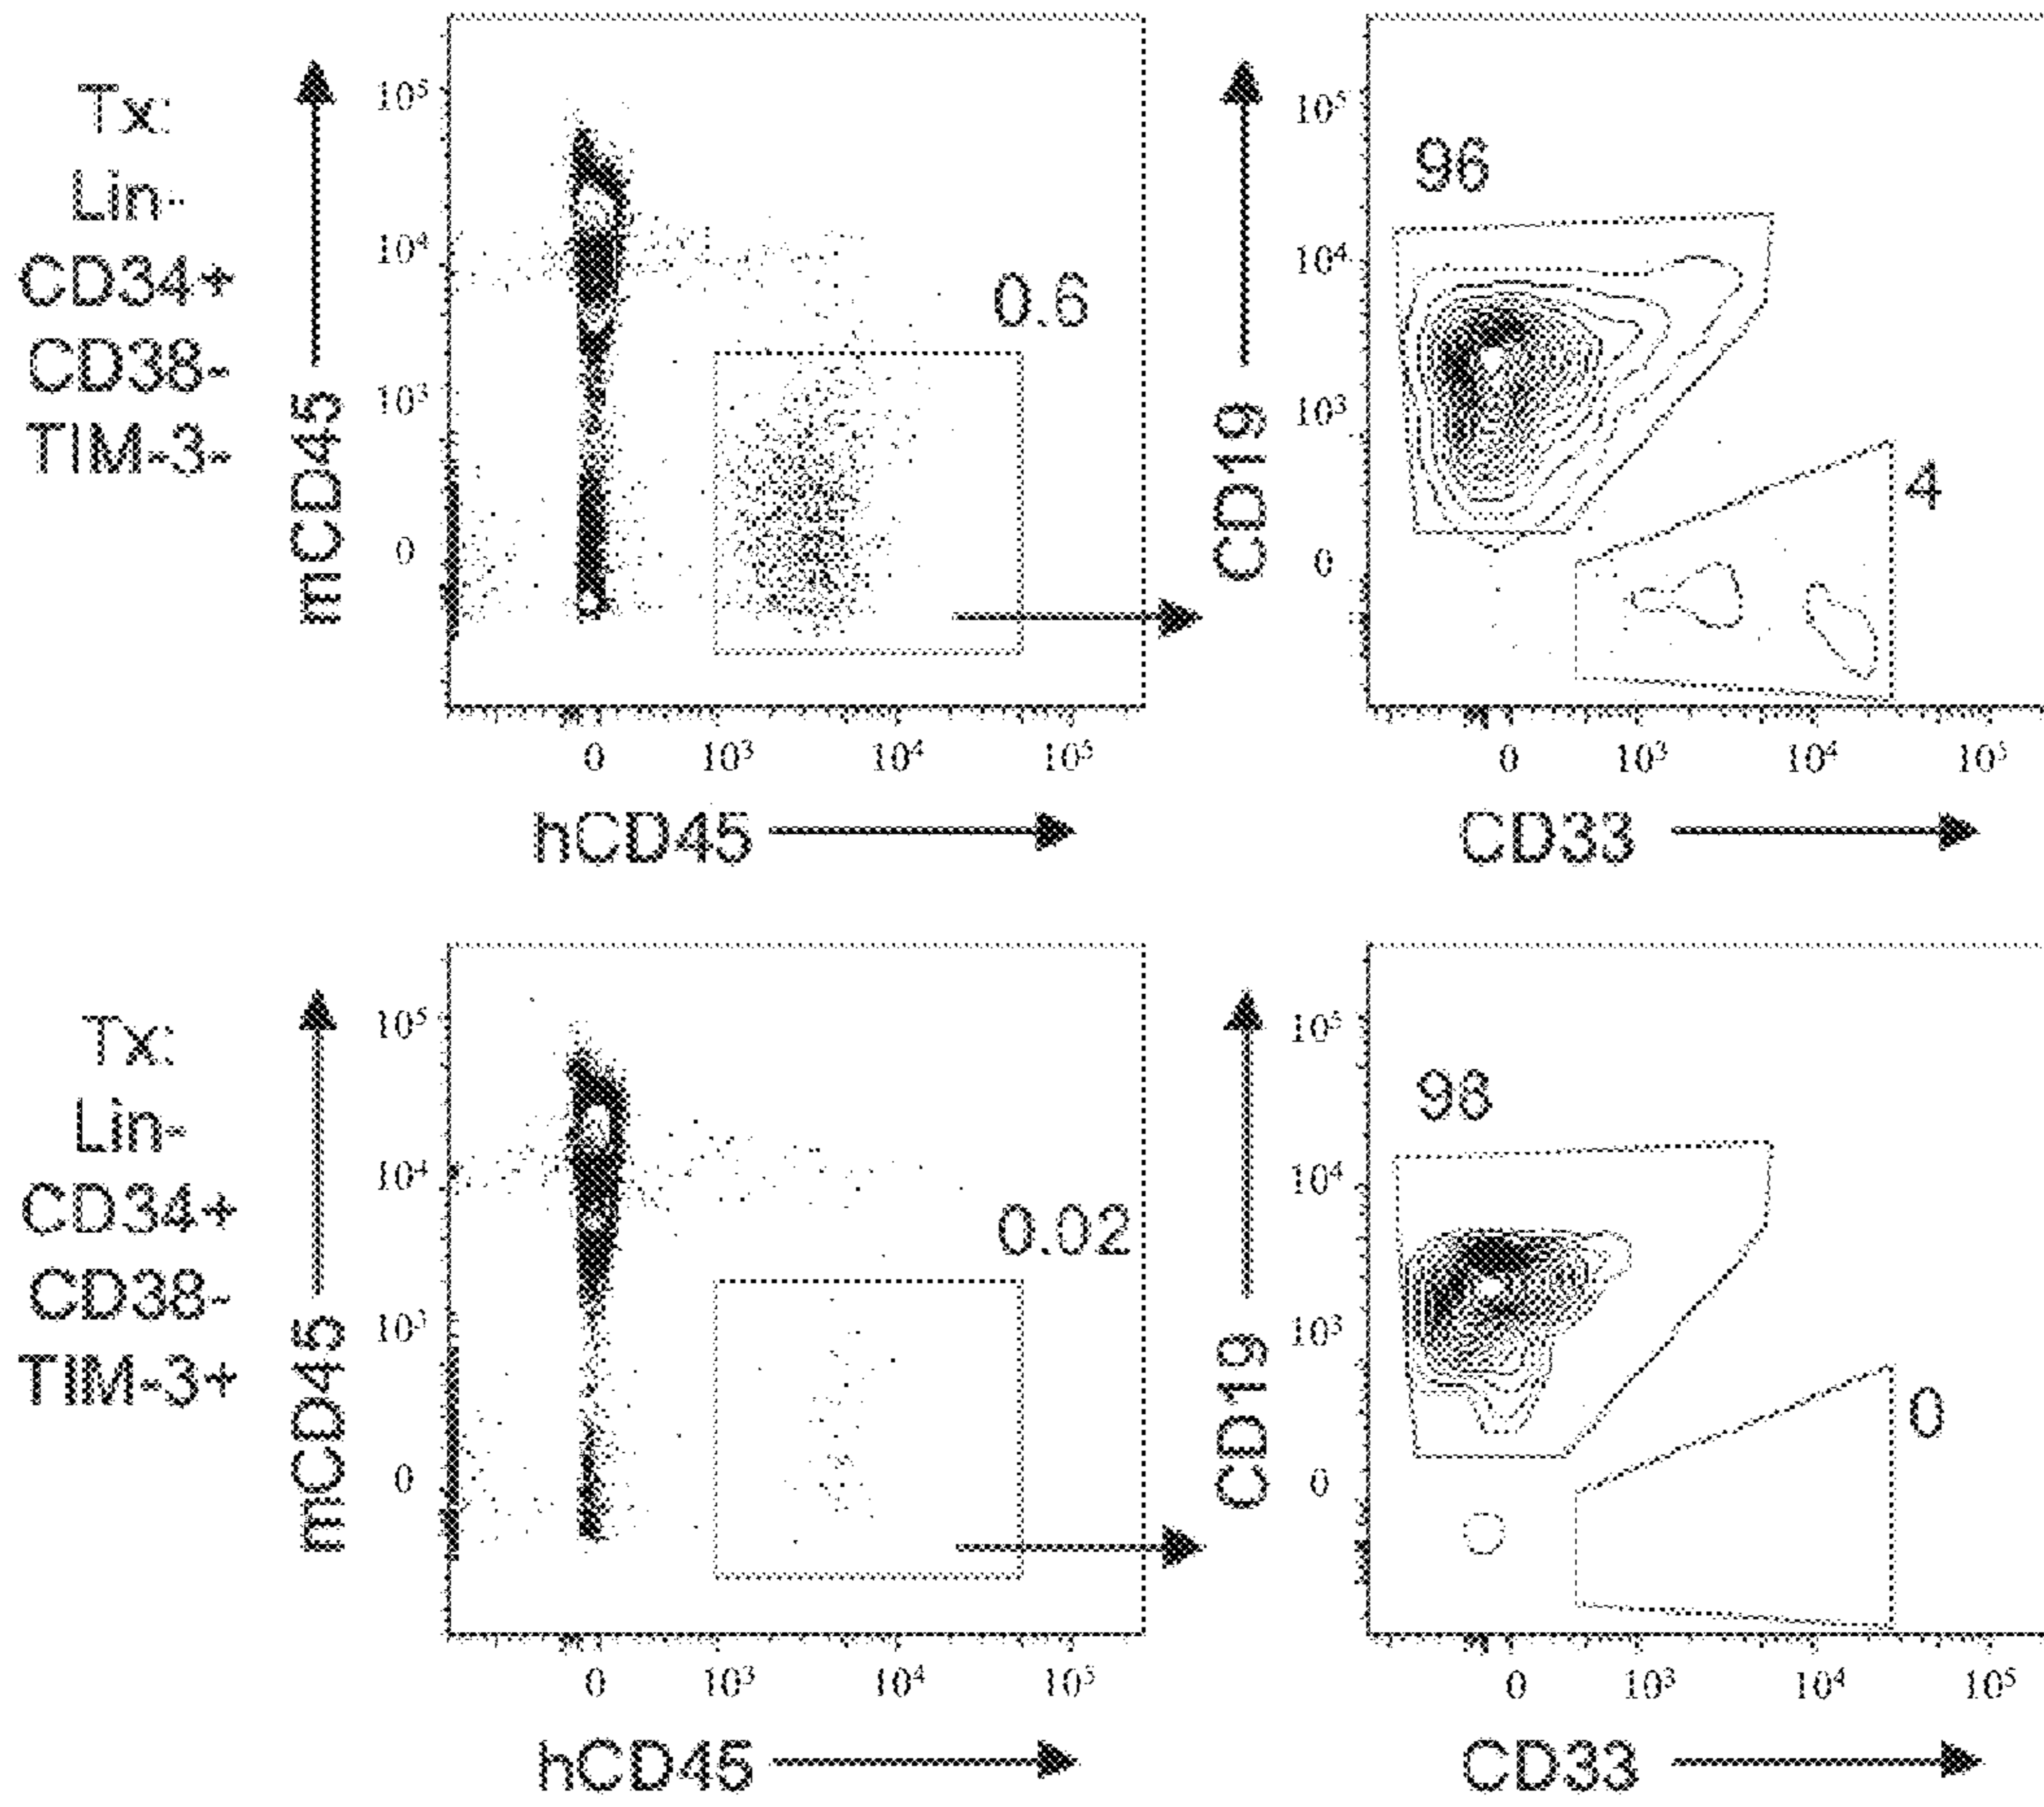 Tx:
Lin-
CD34+
CD38-
TIM-3-
mCD45
10⁵
10⁴
10³
0
0.6
0
10³
10⁴
10⁵
hCD45
CD19
10⁵
10⁴
10³
0
96
4
0
10³
10⁴
10⁵
CD33
Tx:
Lin-
CD34+
CD38-
TIM-3+
mCD45
10⁵
10⁴
10³
0
0.02
0
10³
10⁴
10⁵
hCD45
CD19
10⁵
10⁴
10³
0
98
0
0
10³
10⁴
10⁵
CD33